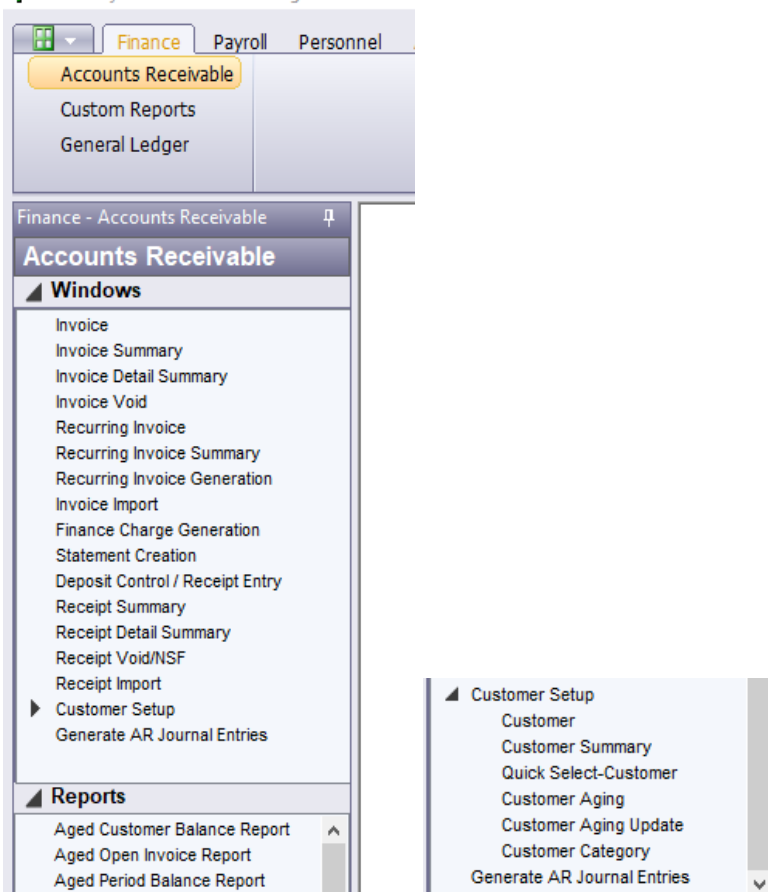 Finance Payroll Personnel
Accounts Receivable
Custom Reports
General Ledger
Finance - Accounts Receivable
Accounts Receivable
Windows
Invoice
Invoice Summary
Invoice Detail Summary
Invoice Void
Recurring Invoice
Recurring Invoice Summary
Recurring Invoice Generation
Invoice Import
Finance Charge Generation
Statement Creation
Deposit Control / Receipt Entry
Receipt Summary
Receipt Detail Summary
Receipt Void/NSF
Receipt Import
Customer Setup
Generate AR Journal Entries
Reports
Aged Customer Balance Report
Aged Open Invoice Report
Aged Period Balance Report
Customer Setup
Customer
Customer Summary
Quick Select-Customer
Customer Aging
Customer Aging Update
Customer Category
Generate AR Journal Entries